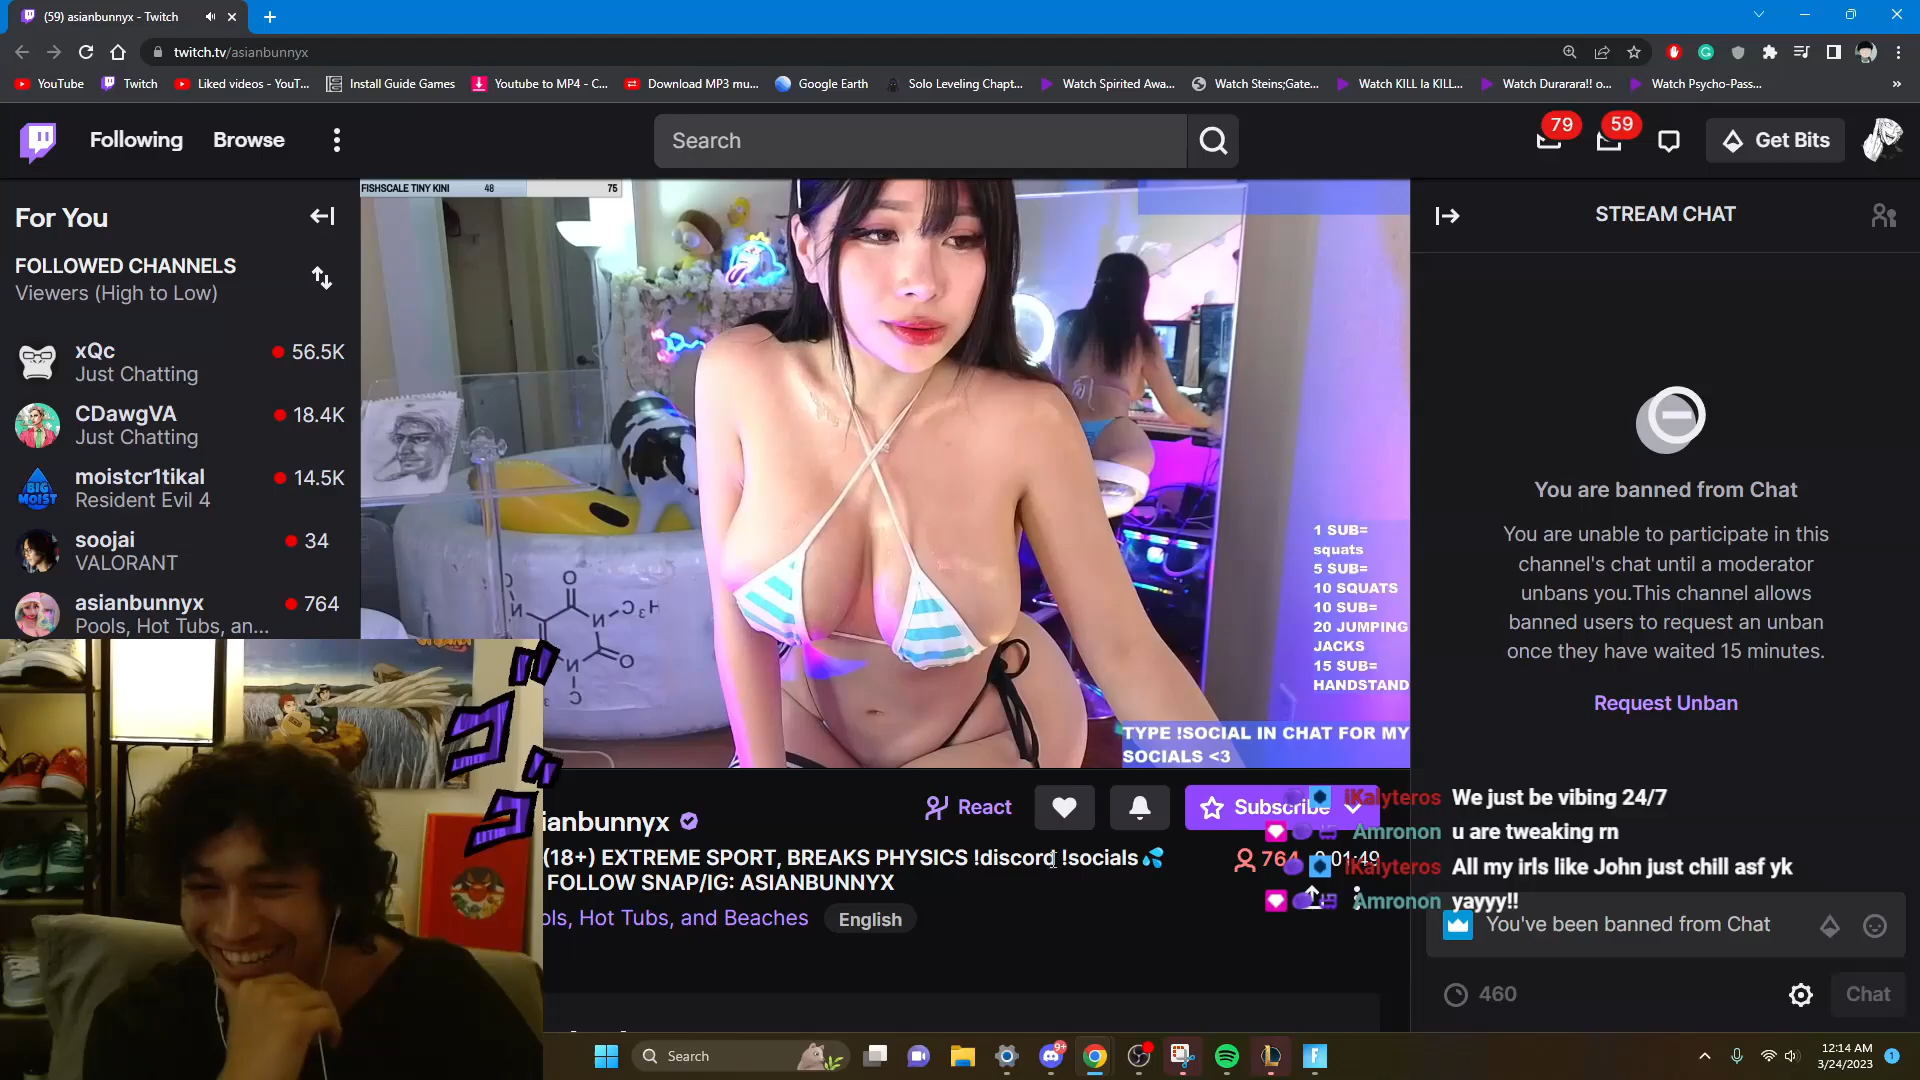 (59) asianbunnyx - Twitch
twitch.tv/asianbunnyx
YouTube
Twitch
Liked videos - YouT...
Install Guide Games
Youtube to MP4 - C...
Download MP3 mu...
Google Earth
Solo Leveling Chapt...
Watch Spirited Awa...
Watch Steins;Gate...
Watch KILL la KILL...
Watch Durarara!! o...
Watch Psycho-Pass...
Following
Browse
Search
79
59
Get Bits
For You
FOLLOWED CHANNELS
Viewers (High to Low)
xQc
56.5K
Just Chatting
CDawgVA
18.4K
Just Chatting
moistcr1tikal
14.5K
Resident Evil 4
BIG
MOIST
soojai
34
VALORANT
asianbunnyx
764
Pools, Hot Tubs, an...
FISHSCALE TINY KINI 48 75
1 SUB=
squats
5 SUB=
10 SQUATS
10 SUB=
20 JUMPING
JACKS
15 SUB=
HANDSTAND
TYPE !SOCIAL IN CHAT FOR MY
SOCIALS <3
ゴ
ゴ
ianbunnyx
React
Subscribe
(18+) EXTREME SPORT, BREAKS PHYSICS !discord !socials💦
FOLLOW SNAP/IG: ASIANBUNNYX
764
0:01:49
ols, Hot Tubs, and Beaches
English
STREAM CHAT
You are banned from Chat
You are unable to participate in this
channel's chat until a moderator
unbans you.This channel allows
banned users to request an unban
once they have waited 15 minutes.
Request Unban
iKalyteros We just be vibing 24/7
Amronon u are tweaking rn
iKalyteros All my irls like John just chill asf yk
Amronon yayyy!!
You've been banned from Chat
460
Chat
Search
9+
12:14 AM
3/24/2023
1